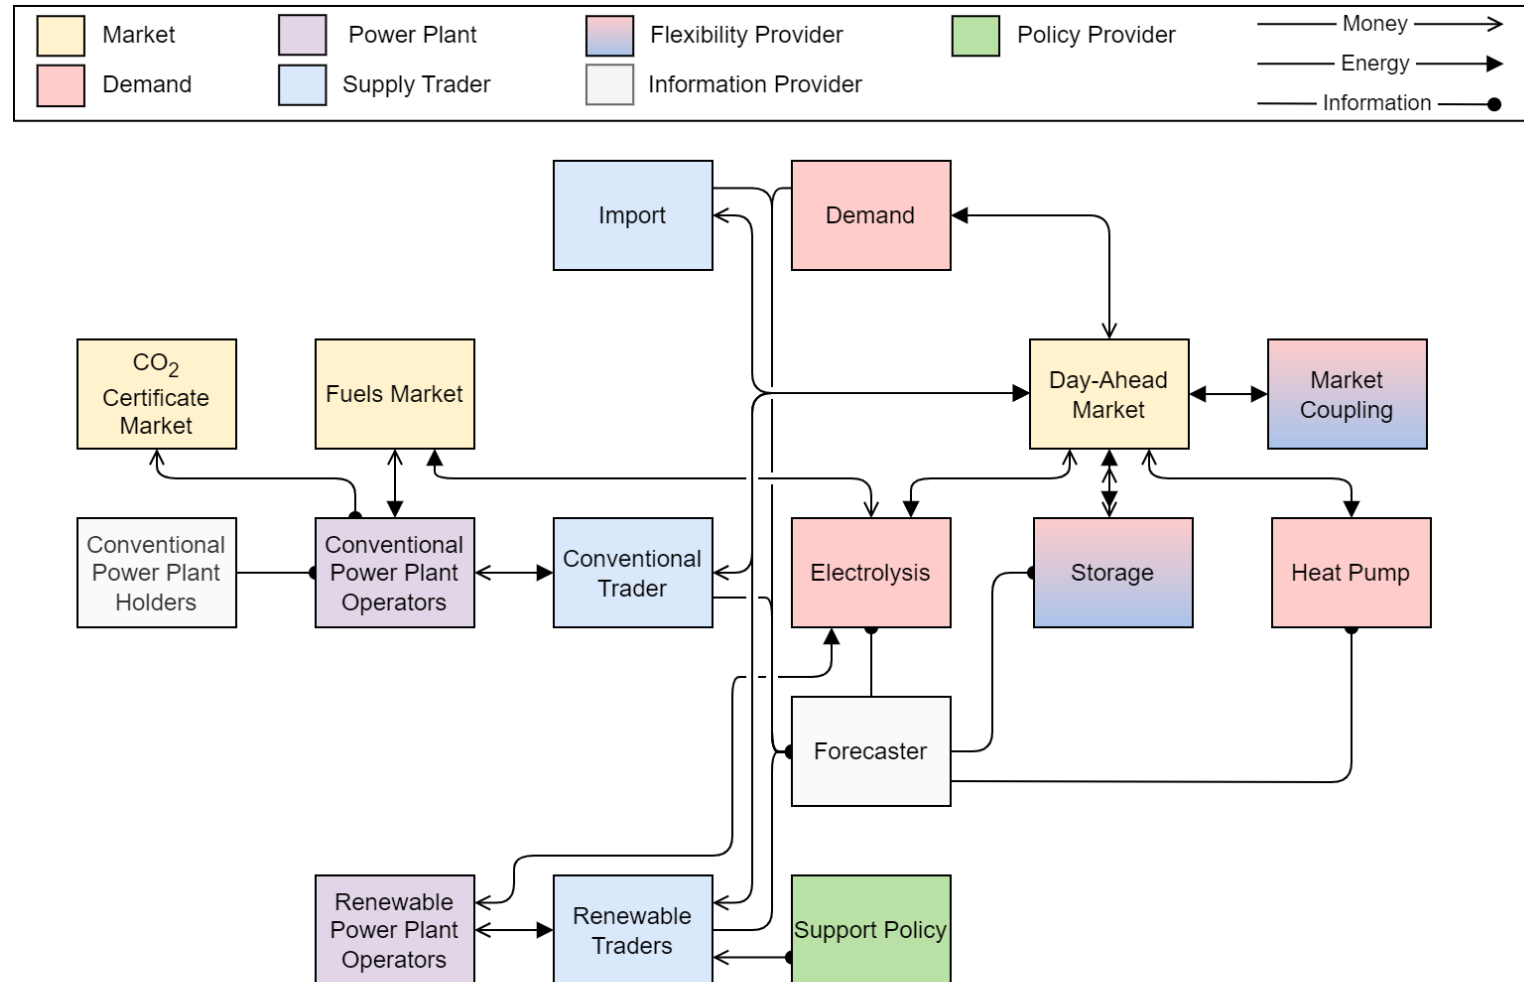 Market
Power Plant
Flexibility Provider
Policy Provider
Money
Demand
Supply Trader
Information Provider
Energy
Information
Import
Demand
CO2
Certificate
Market
Fuels Market
Day-Ahead
Market
Market
Coupling
Conventional
Power Plant
Holders
Conventional
Power Plant
Operators
Conventional
Trader
Electrolysis
Storage
Heat Pump
Forecaster
Renewable
Power Plant
Operators
Renewable
Traders
Support Policy